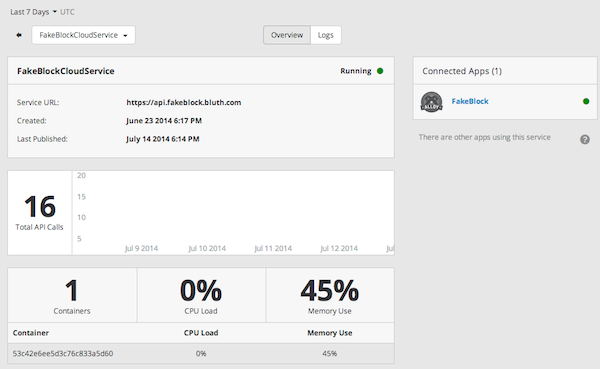 Last 7 Days UTC
FakeBlockCloudService
Overview Logs
FakeBlockCloudService Running
Service URL: https://api.fakeblock.bluth.com
Created: June 23 2014 6:17 PM
Last Published: July 14 2014 6:14 PM
Connected Apps (1)
ALLOY
FakeBlock
There are other apps using this service ?
16
Total API Calls
20
15
10
5
Jul 9 2014 Jul 10 2014 Jul 11 2014 Jul 12 2014 Jul
1 0% 45%
Containers CPU Load Memory Use
Container CPU Load Memory Use
53c42e6ee5d3c76c833a5d60 0% 45%